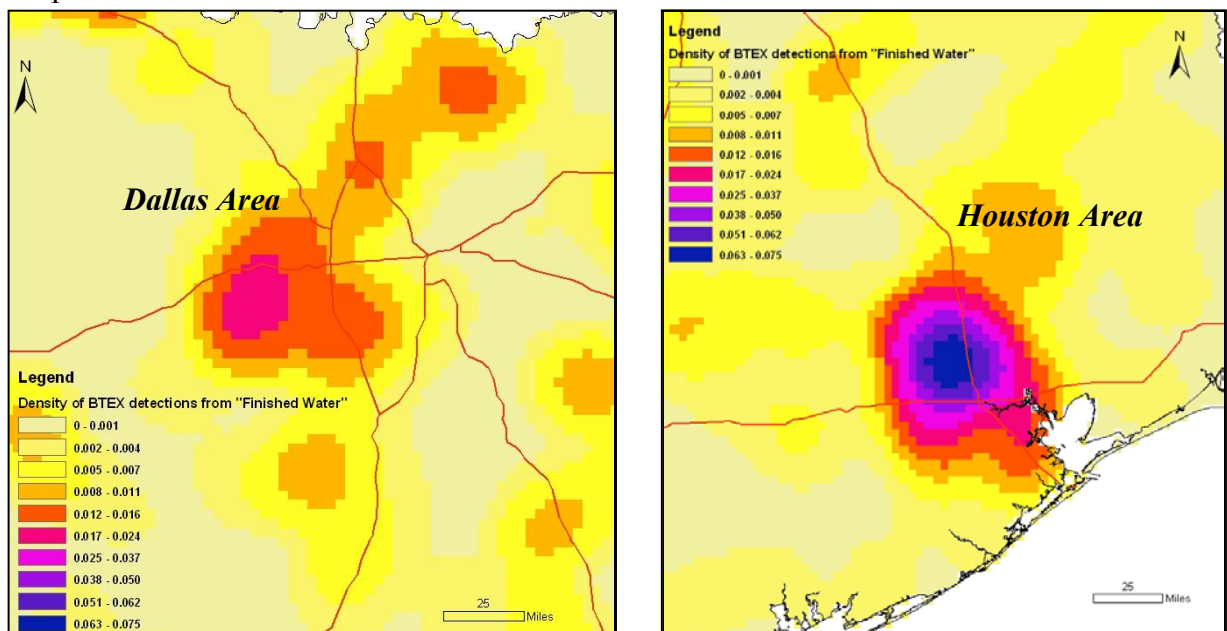 N
Dallas Area
Legend
Density of BTEX detections from "Finished Water"
0 - 0.001
0.002 - 0.004
0.005 - 0.007
0.008 - 0.011
0.012 - 0.016
0.017 - 0.024
0.025 - 0.037
0.038 - 0.050
0.051 - 0.062
0.063 - 0.075
25
Miles
Legend
Density of BTEX detections from "Finished Water"
0 - 0.001
0.002 - 0.004
0.005 - 0.007
0.008 - 0.011
0.012 - 0.016
0.017 - 0.024
0.025 - 0.037
0.038 - 0.050
0.051 - 0.062
0.063 - 0.075
N
Houston Area
25
Miles